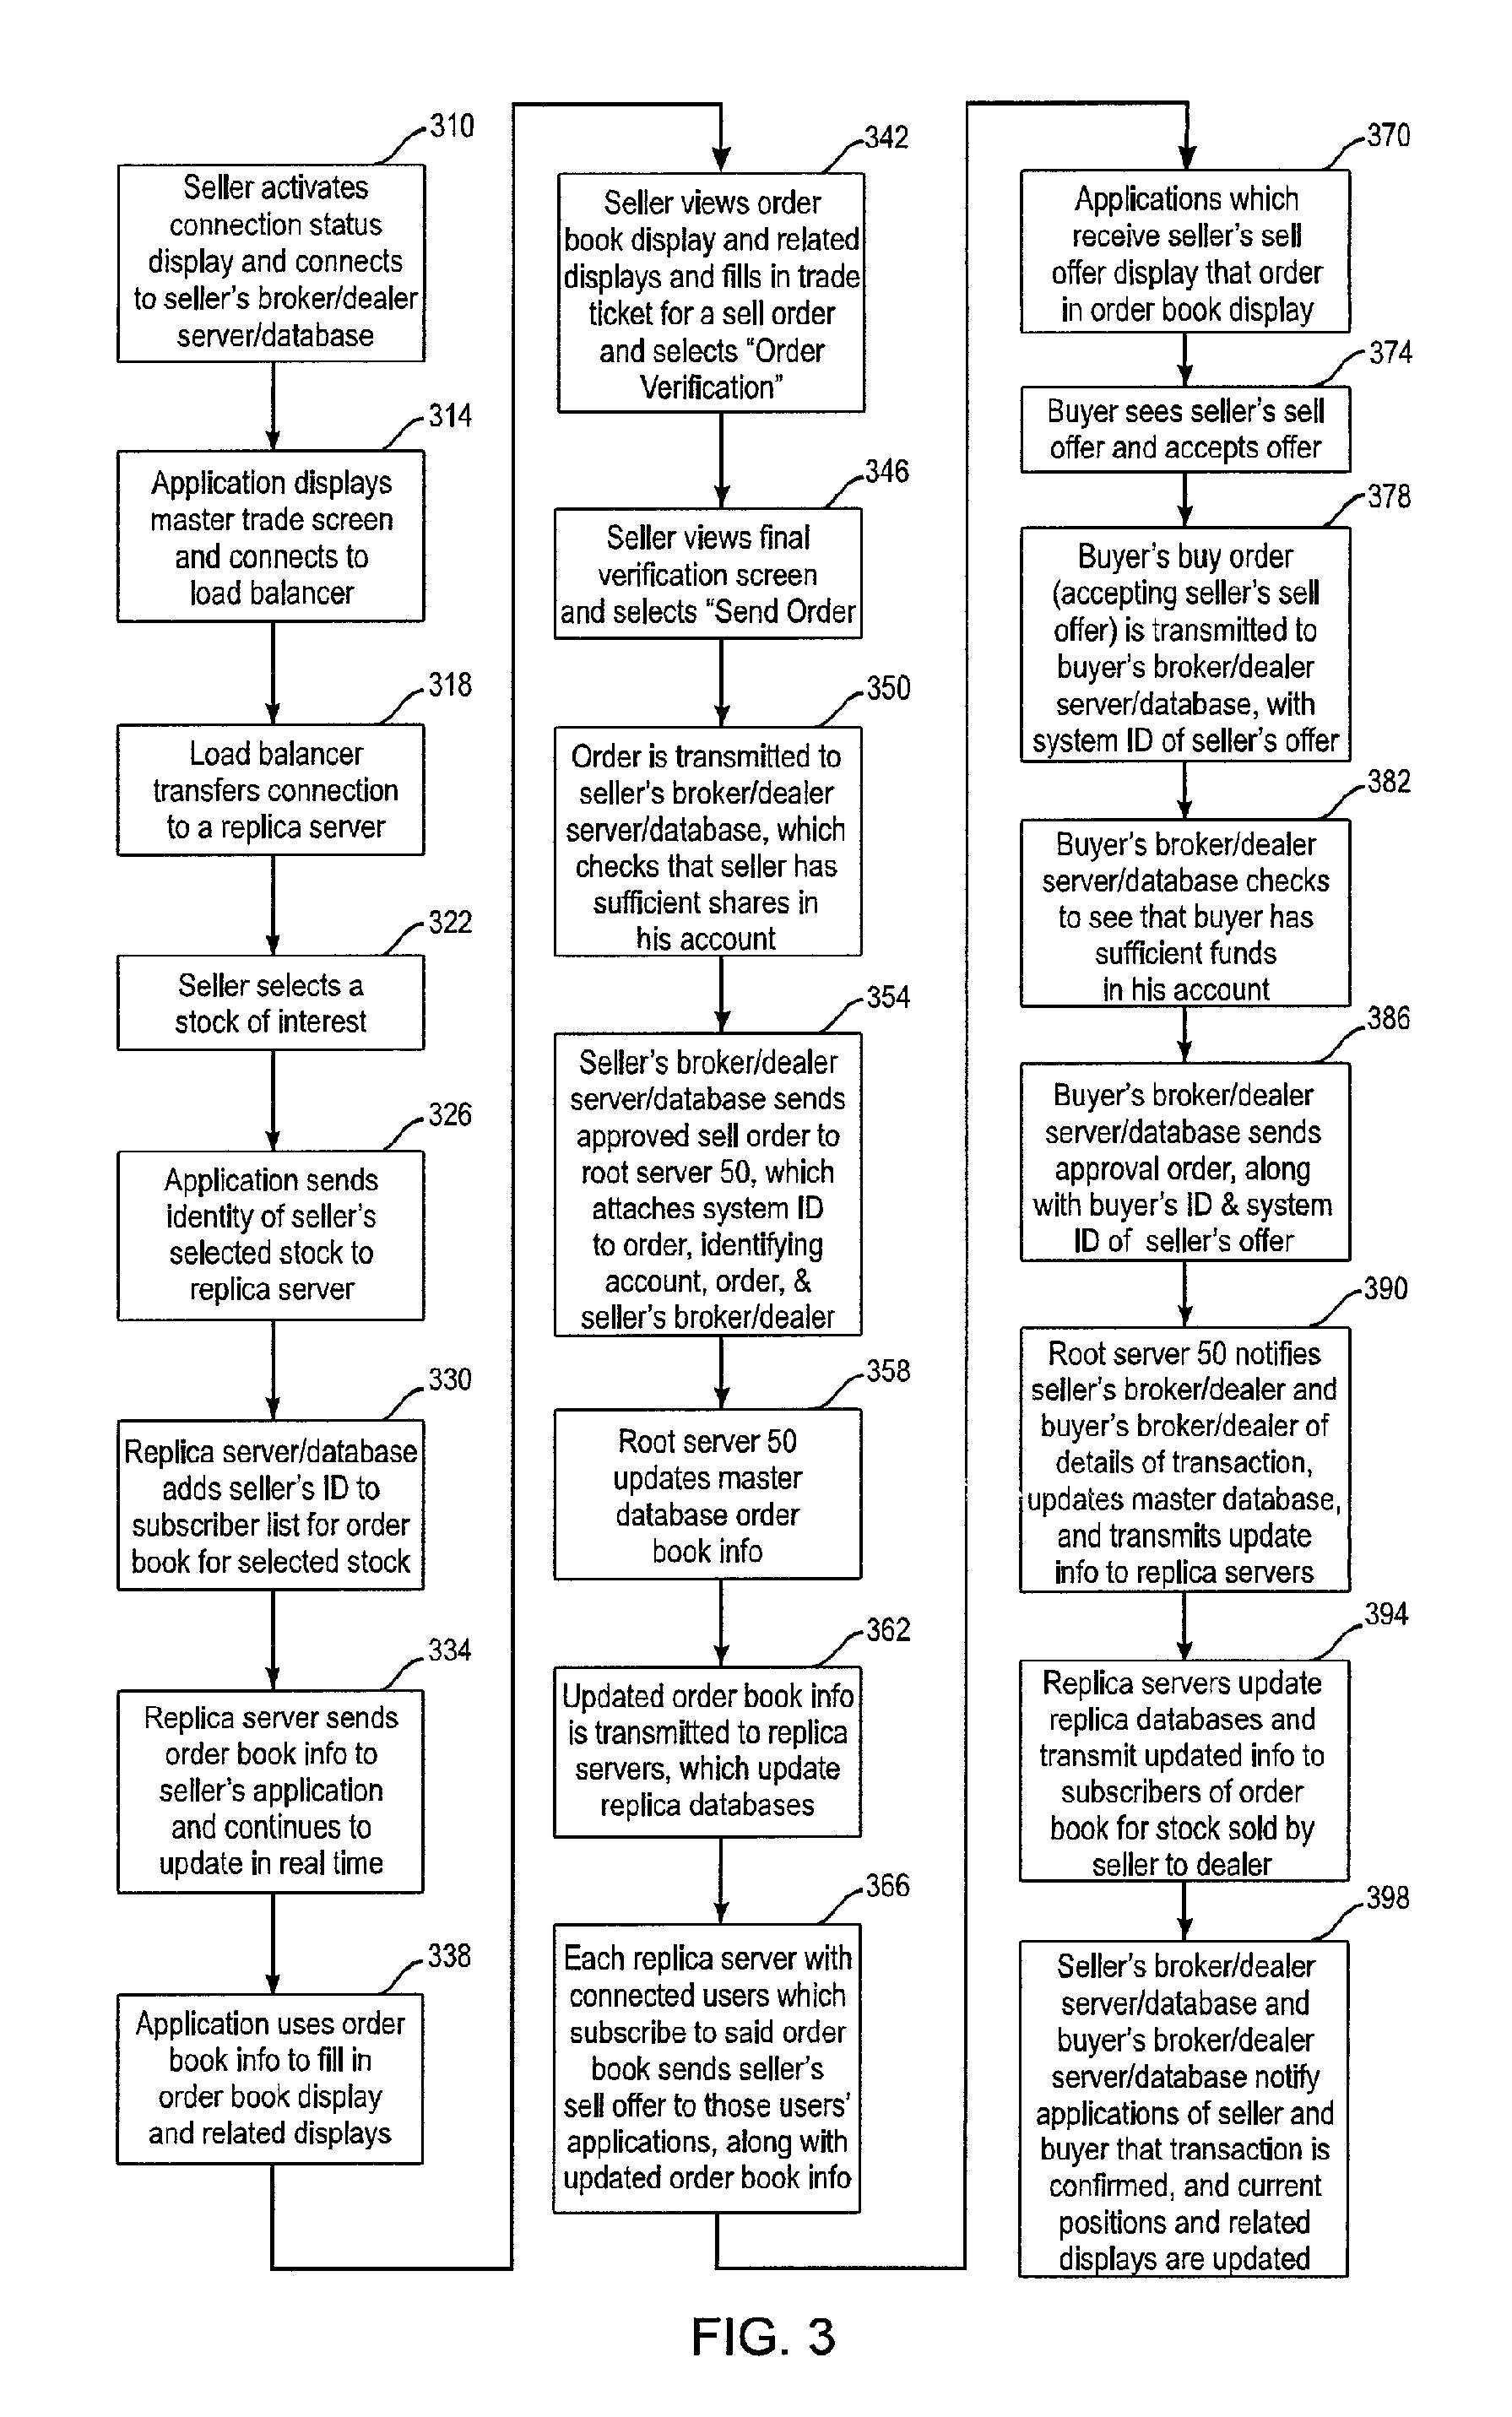 310
Seller activates
connection status
display and connects
to seller's broker/dealer
server/database
314
Application displays
master trade screen
and connects to
load balancer
318
Load balancer
transfers connection
to a replica server
322
Seller selects a
stock of interest
326
Application sends
identity of seller's
selected stock to
replica server
330
Replica server/database
adds seller's ID to
subscriber list for order
book for selected stock
334
Replica server sends
order book info to
seller's application
and continues to
update in real time
338
Application uses order
book info to fill in
order book display
and related displays
342
Seller views order
book display and related
displays and fills in trade
ticket for a sell order
and selects “Order
Verification”
346
Seller views final
verification screen
and selects “Send Order
350
Order is transmitted to
seller's broker/dealer
server/database, which
checks that seller has
sufficient shares in
his account
354
Seller's broker/dealer
server/database sends
approved sell order to
root server 50, which
attaches system ID
to order, identifying
account, order, &
seller's broker/dealer
358
Root server 50
updates master
database order
book info
362
Updated order book info
is transmitted to replica
servers, which update
replica databases
366
Each replica server with
connected users which
subscribe to said order
book sends seller's
sell offer to those users'
applications, along with
updated order book info
370
Applications which
receive seller's sell
offer display that order
in order book display
374
Buyer sees seller's sell
offer and accepts offer
378
Buyer's buy order
(accepting seller's sell
offer) is transmitted to
buyer's broker/dealer
server/database, with
system ID of seller's offer
382
Buyer's broker/dealer
server/database checks
to see that buyer has
sufficient funds
in his account
386
Buyer's broker/dealer
server/database sends
approval order, along
with buyer's ID & system
ID of seller's offer
390
Root server 50 notifies
seller's broker/dealer and
buyer's broker/dealer of
details of transaction,
updates master database,
and transmits update
info to replica servers
394
Replica servers update
replica databases and
transmit updated info to
subscribers of order
book for stock sold by
seller to dealer
398
Seller's broker/dealer
server/database and
buyer's broker/dealer
server/database notify
applications of seller and
buyer that transaction is
confirmed, and current
positions and related
displays are updated
FIG. 3